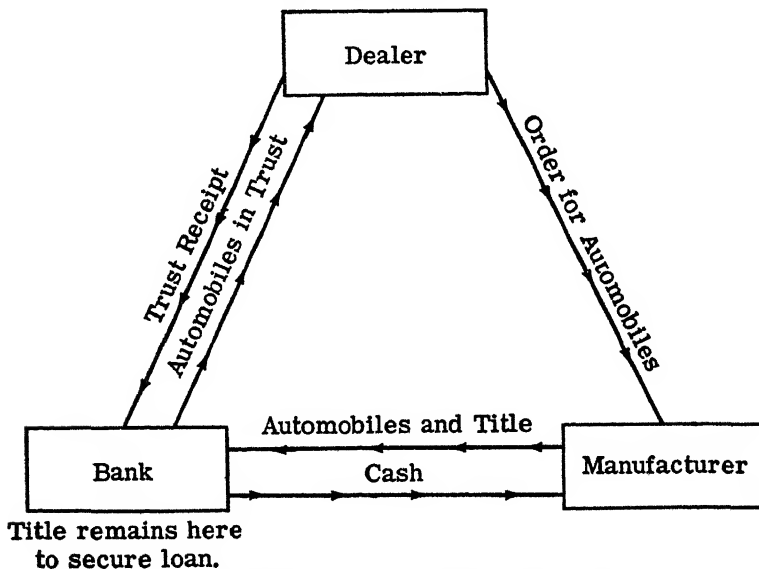 Dealer
Trust Receipt
Automobiles in Trust
Order for Automobiles
Automobiles and Title
Bank
Cash
Manufacturer
Title remains here
to secure loan.